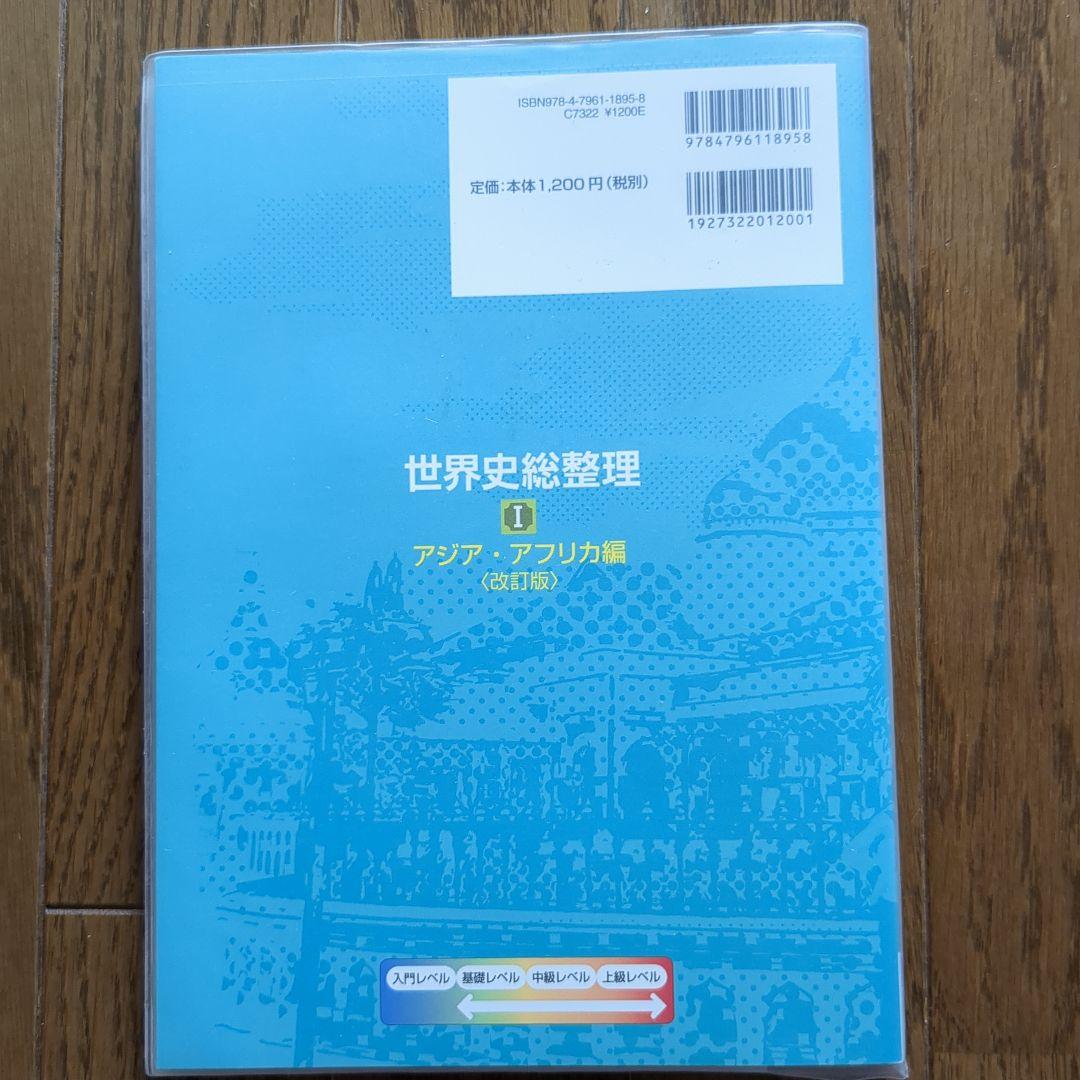 ISBN978-4-7961-1895-8
C7322 ¥1200E
9784796118958
定価:本体1,200円(税別)
1927322012001
世界史総整理
I
アジア・アフリカ編
〈改訂版〉
入門レベル 基礎レベル 中級レベル 上級レベル